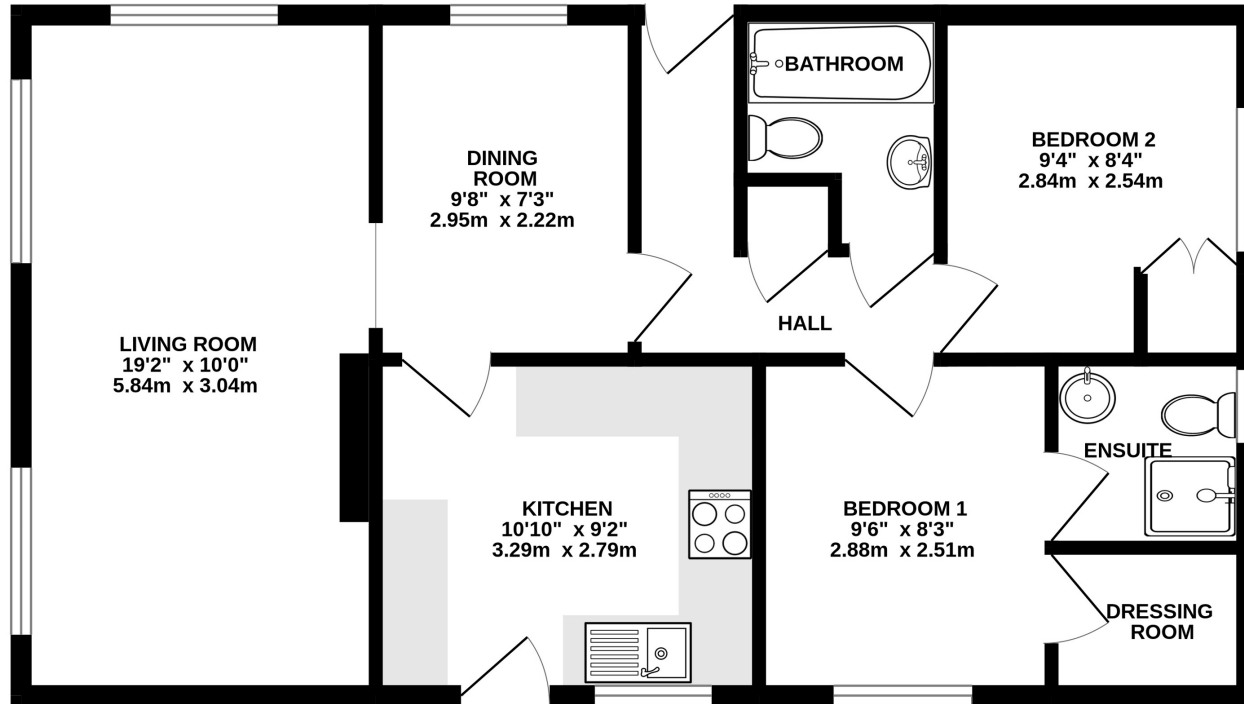 BATHROOM
BEDROOM 2
9'4" x 8'4"
2.84m x 2.54m
DINING
ROOM
9'8" x 7'3"
2.95m x 2.22m
HALL
LIVING ROOM
19'2" x 10'0"
5.84m x 3.04m
ENSUITE
KITCHEN
10'10" x 9'2"
3.29m x 2.79m
BEDROOM 1
9'6" x 8'3"
2.88m x 2.51m
DRESSING
ROOM